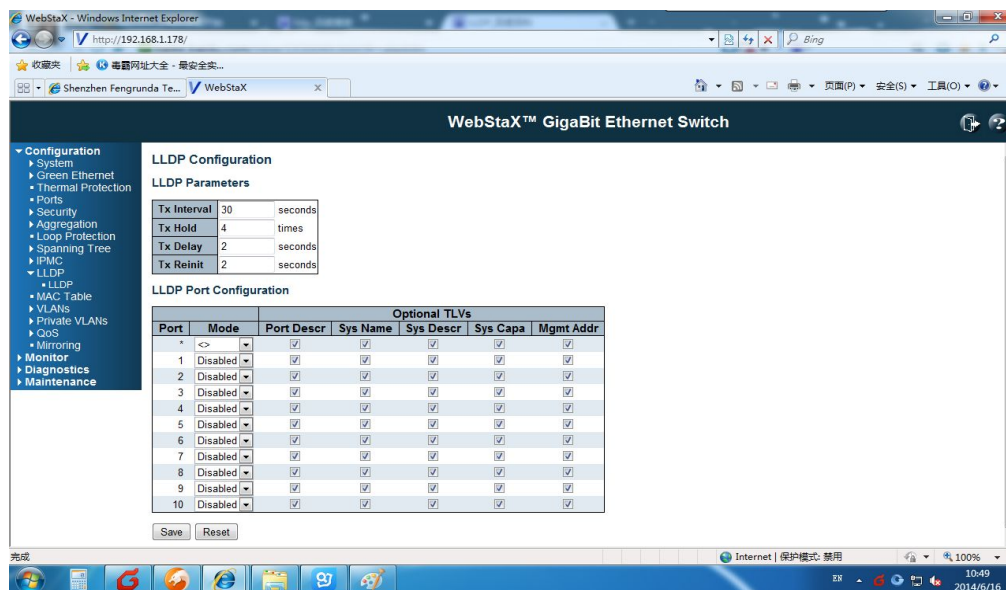 WebStaX - Windows Internet Explorer
http://192.168.1.178/
Bing
收藏夹 毒霸网址大全 - 最安全实...
Shenzhen Fengrunda Te... WebStaX 页面(P) 安全(S) 工具(O)
WebStaX™ GigaBit Ethernet Switch
Configuration
System
Green Ethernet
Thermal Protection
Ports
Security
Aggregation
Loop Protection
Spanning Tree
IPMC
LLDP
LLDP
MAC Table
VLANs
Private VLANs
QoS
Mirroring
Monitor
Diagnostics
Maintenance
LLDP Configuration
LLDP Parameters
Tx Interval 30 seconds
Tx Hold 4 times
Tx Delay 2 seconds
Tx Reinit 2 seconds
LLDP Port Configuration
Optional TLVs
Port Mode Port Descr Sys Name Sys Descr Sys Capa Mgmt Addr
* <>
1 Disabled
2 Disabled
3 Disabled
4 Disabled
5 Disabled
6 Disabled
7 Disabled
8 Disabled
9 Disabled
10 Disabled
Save Reset
完成 Internet | 保护模式: 禁用 100%
EN 10:49
2014/6/16